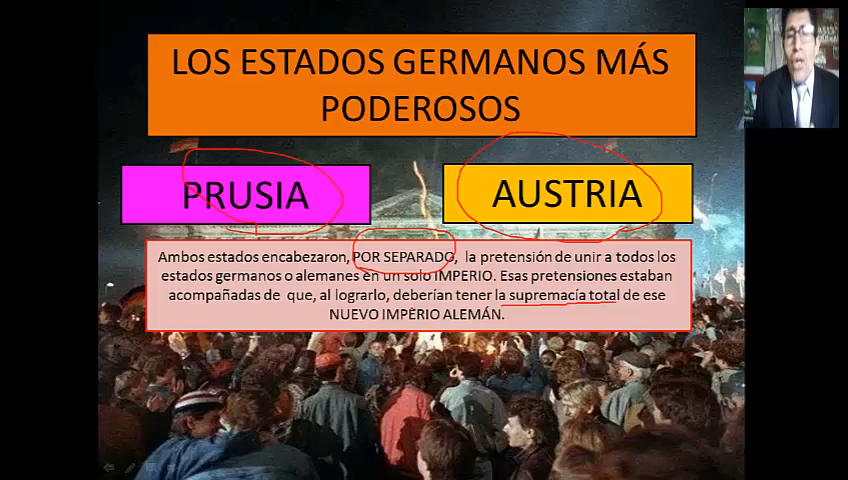 LOS ESTADOS GERMANOS MÁS
PODEROSOS
PRUSIA
AUSTRIA
Ambos estados encabezaron, POR SEPARADO, la pretensión de unir a todos los
estados germanos o alemanes en un solo IMPERIO. Esas pretensiones estaban
acompañadas de que, al lograrlo, deberían tener la supremacía total de ese
NUEVO IMPERIO ALEMÁN.